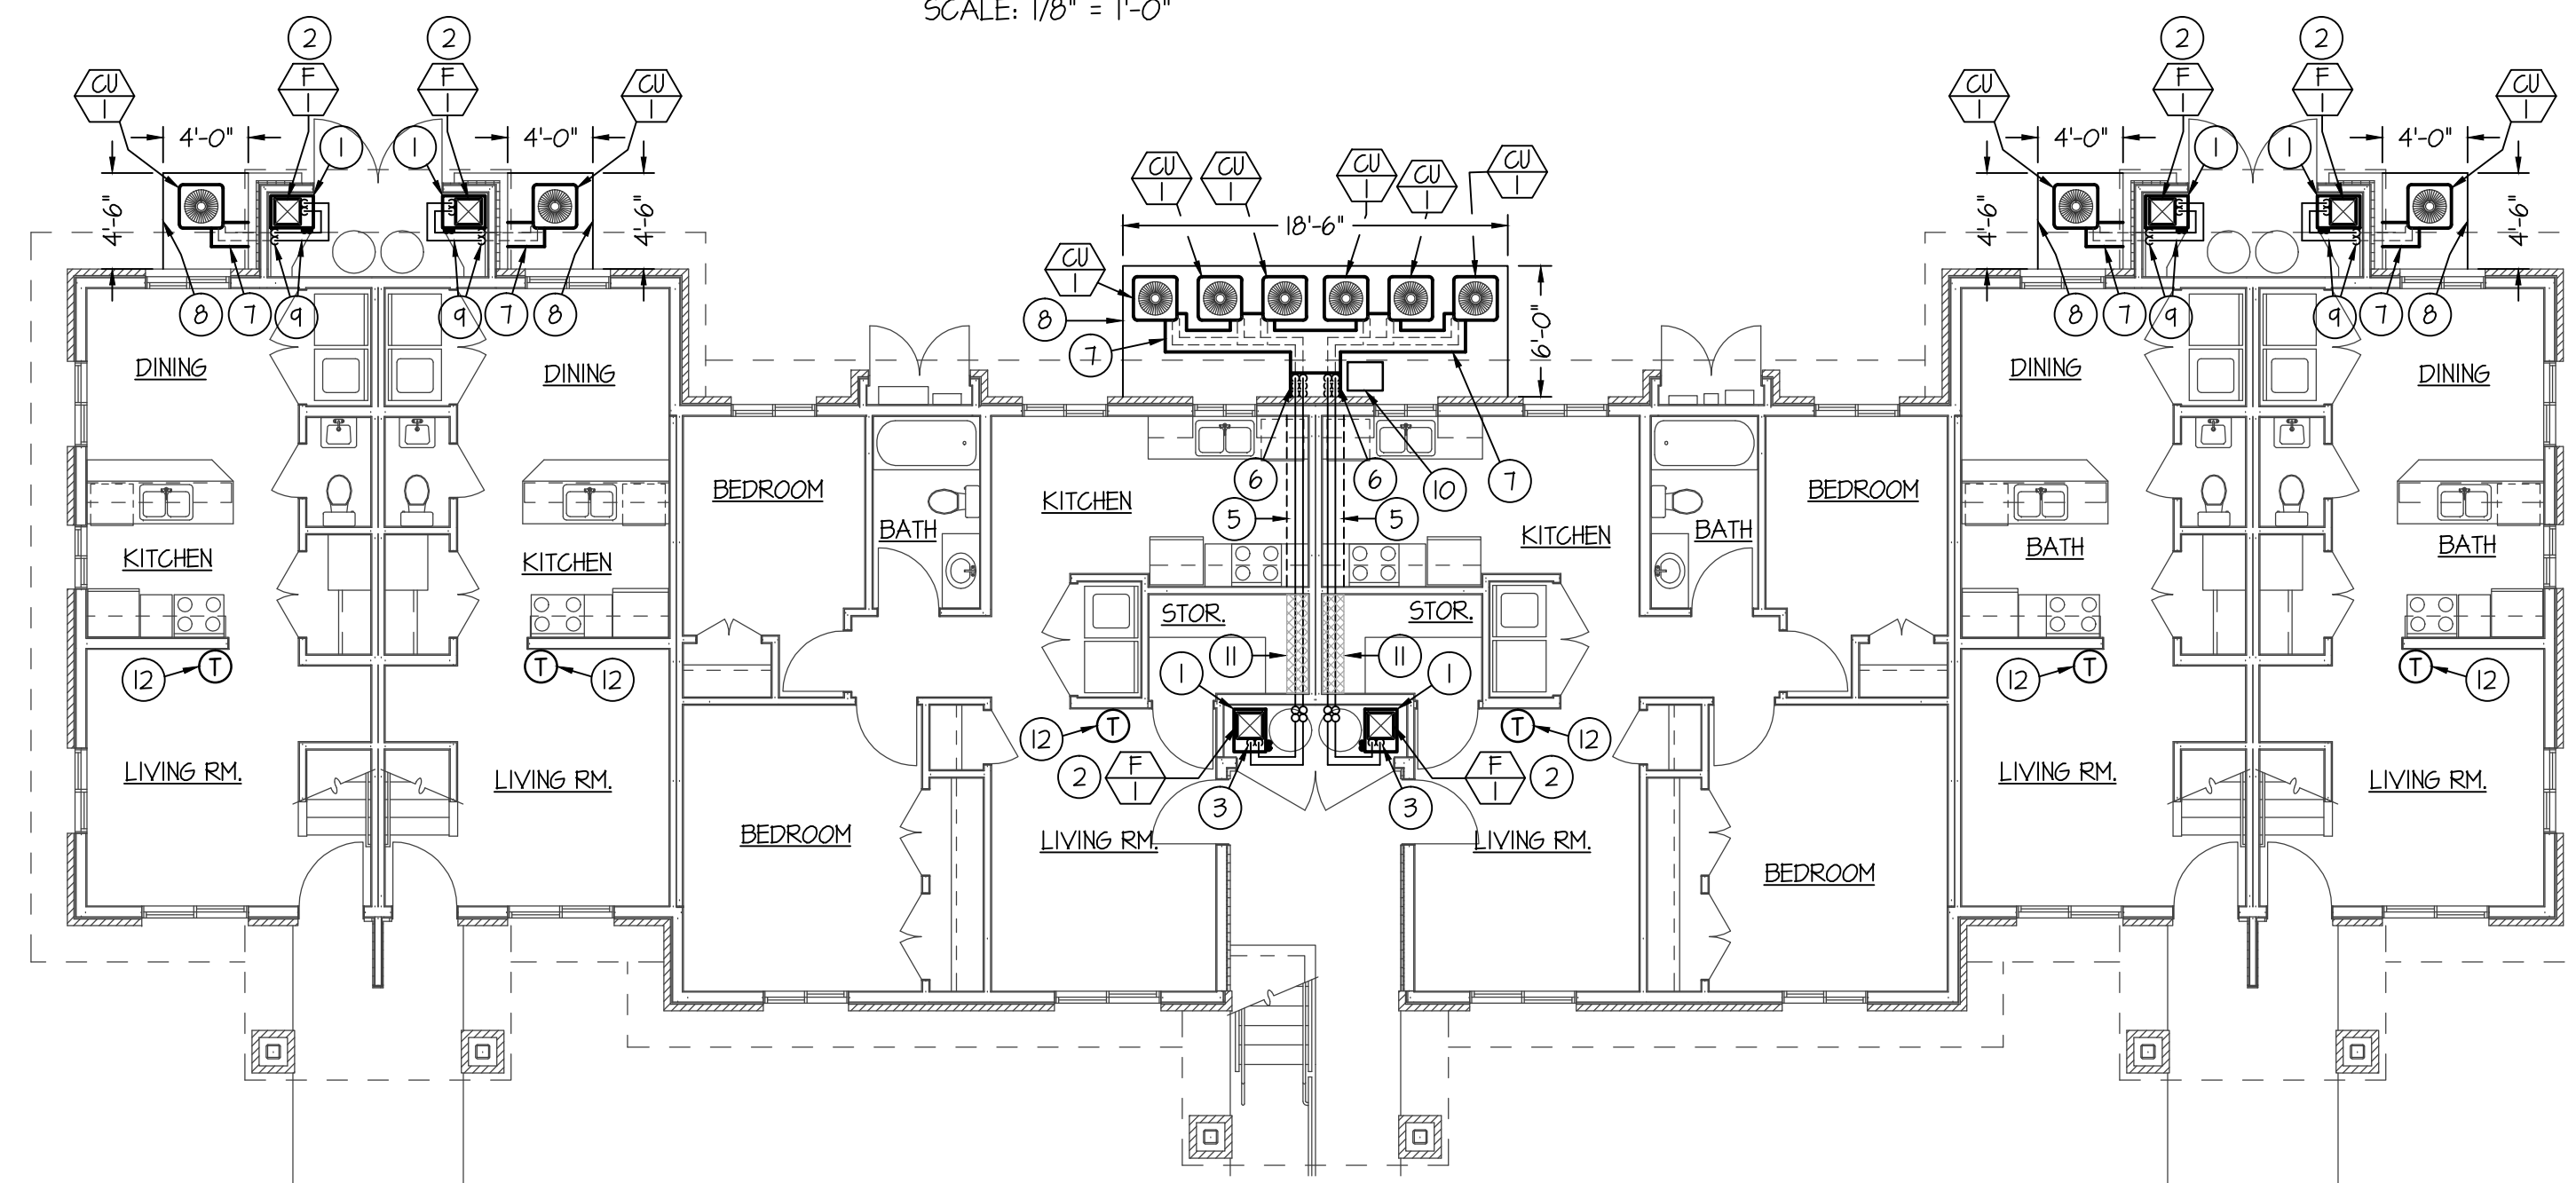 SCALE: 1/8" = 1'-0"
2 2 2 2
F F F F
1 1 1 1
CU CU CU CU
1 1 1 1
4'-0" 1 1 4'-0" 4'-0" 1 1 4'-0"
CU CU CU CU CU
1 1 1 1 1
4'-6" 4'-6" 18'-6" 4'-6" 4'-6"
CU
1
8 7 9 9 7 8 8 7 9 9 7 8
8
7
6'-0"
DINING DINING DINING DINING
6 6 10 7
BEDROOM KITCHEN BEDROOM
5 5
BATH KITCHEN BATH
KITCHEN KITCHEN BATH BATH
STOR. STOR.
11 11
12 T T 12 1 1 12 T T 12
12 T T 12
2 F F 2
1 1
3 3
LIVING RM. LIVING RM. LIVING RM. LIVING RM.
BEDROOM LIVING RM. LIVING RM. BEDROOM